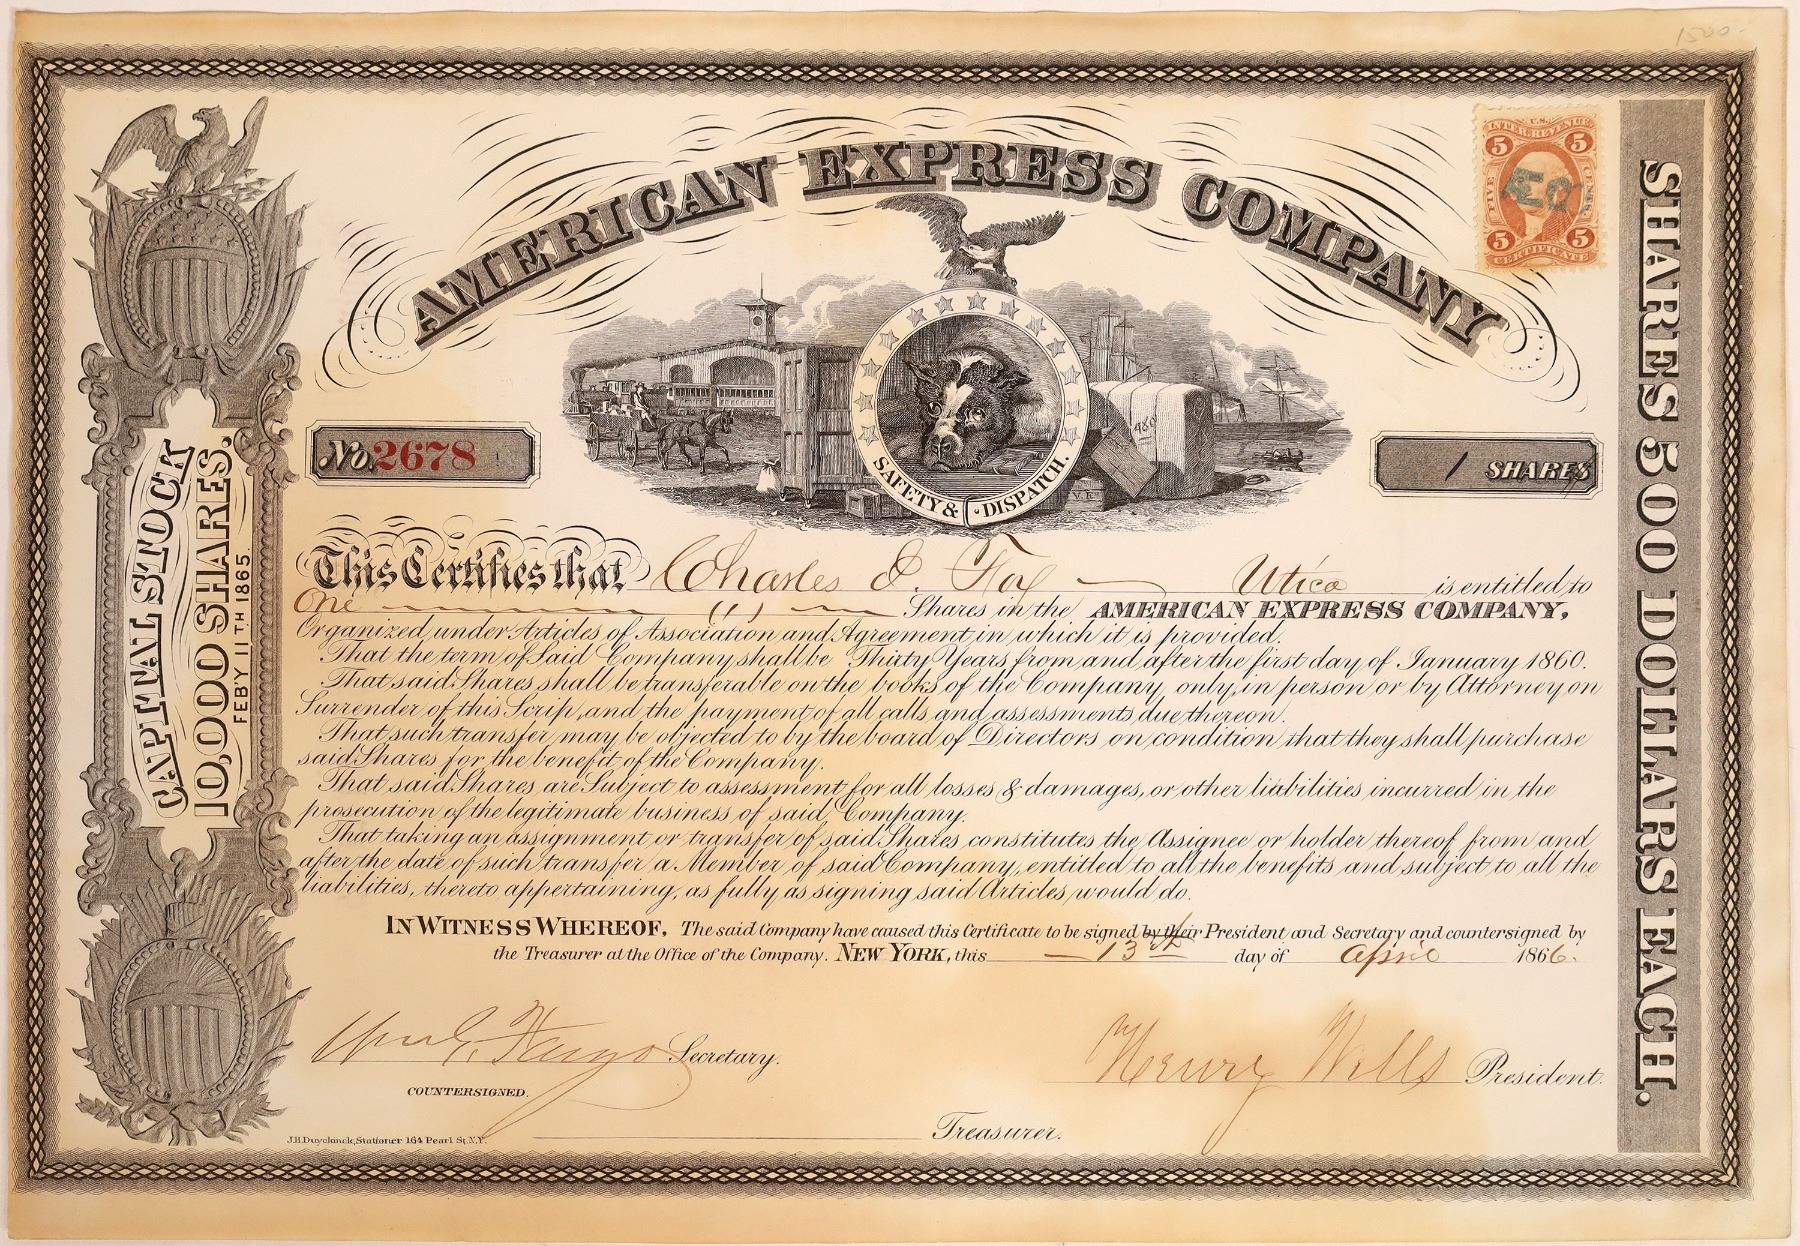 1500-
AMERICAN EXPRESS COMPANY
U.S.
INTER. REVENUE
5 5
FIVE CENTS
5 5
CERTIFICATE
No. 2678
1 SHARES
480
SAFETY & DISPATCH.
CAPITAL STOCK
10,000 SHARES.
FEB'Y 11TH 1865
SHARES 500 DOLLARS EACH.
This Certifies that Charles E. Fox Utica is entitled to
One (1) Shares in the AMERICAN EXPRESS COMPANY,
Organized under Articles of Association and Agreement, in which it is provided.
That the term of Said Company shall be Thirty Years from and after the first day of January 1860.
That said Shares shall be transferable on the books of the Company, only, in person or by Attorney on
Surrender of this Scrip, and the payment of all calls and assessments due thereon.
That such transfer may be objected to by the board of Directors on condition that they shall purchase
said Shares for the benefit of the Company.
That said Shares are Subject to assessment for all losses & damages, or other liabilities incurred in the
prosecution of the legitimate business of said Company.
That taking an assignment or transfer of said Shares constitutes the Assignee or holder thereof from and
after the date of such transfer a Member of said Company, entitled to all the benefits and subject to all the
liabilities, thereto appertaining, as fully as signing said Articles would do.
IN WITNESS WHEREOF, The said Company have caused this Certificate to be signed by their President and Secretary and countersigned by
the Treasurer at the Office of the Company. NEW YORK, this 13th day of April 1866.
Wm G. Fargo Secretary.
Henry Wells President.
COUNTERSIGNED.
Treasurer.
J.H. Duyckinck, Stationer 164 Pearl St. N.Y.